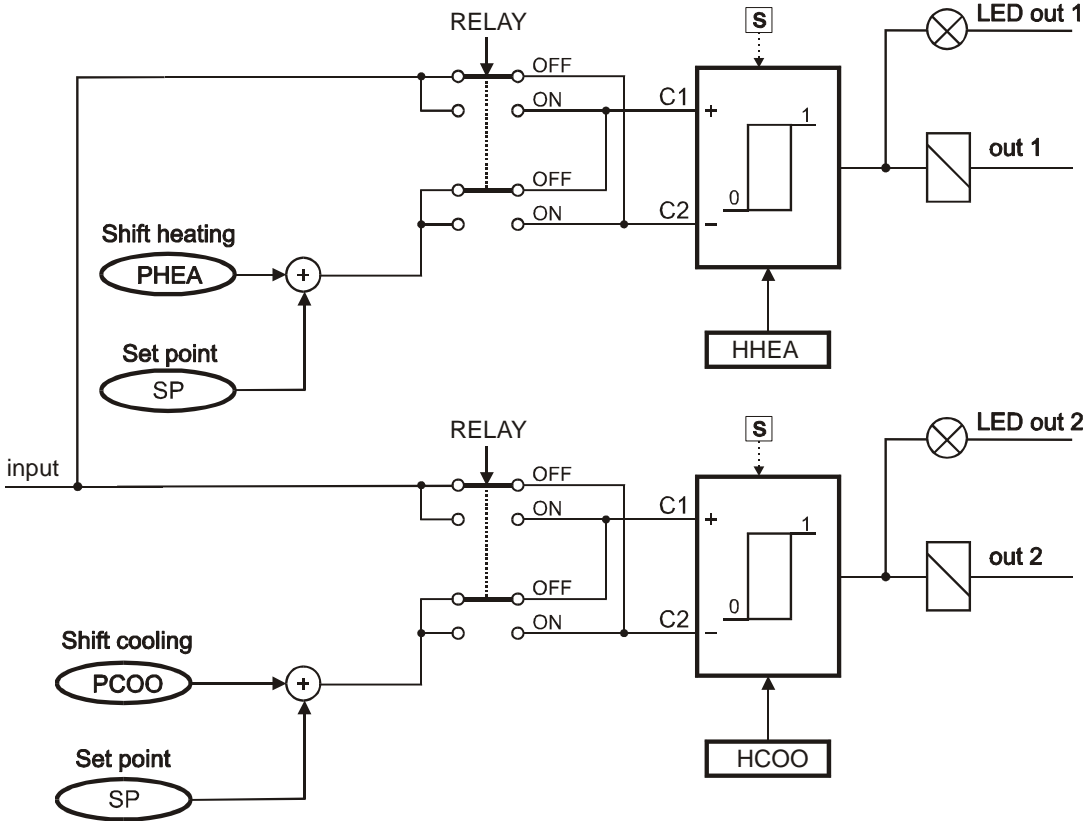 RELAY
S
LED out 1
OFF
ON
C1
+
1
out 1
OFF
ON
C2
0
−
Shift heating
PHEA
+
HHEA
Set point
SP
RELAY
S
LED out 2
input
OFF
ON
C1
+
1
out 2
OFF
ON
C2
0
−
Shift cooling
PCOO
+
HCOO
Set point
SP